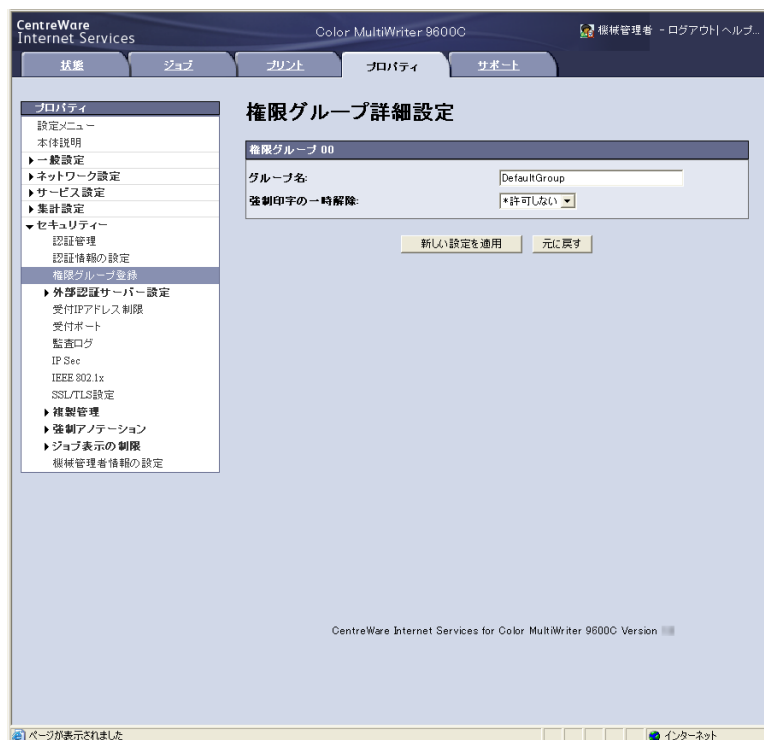 CentreWare
Internet Services
Color MultiWriter 9600C
機械管理者 - ログアウト|ヘルプ...
状態 ジョブ プリント プロパティ サポート
プロパティ
設定メニュー
本体説明
一般設定
ネットワーク設定
サービス設定
集計設定
セキュリティー
認証管理
認証情報の設定
権限グループ登録
外部認証サーバー設定
受付IPアドレス制限
受付ポート
監査ログ
IP Sec
IEEE 802.1x
SSL/TLS設定
複製管理
強制アノテーション
ジョブ表示の制限
機械管理者情報の設定
権限グループ詳細設定
権限グループ 00
グループ名: DefaultGroup
強制印字の一時解除: *許可しない
新しい設定を適用 元に戻す
CentreWare Internet Services for Color MultiWriter 9600C Version
ページが表示されました インターネット